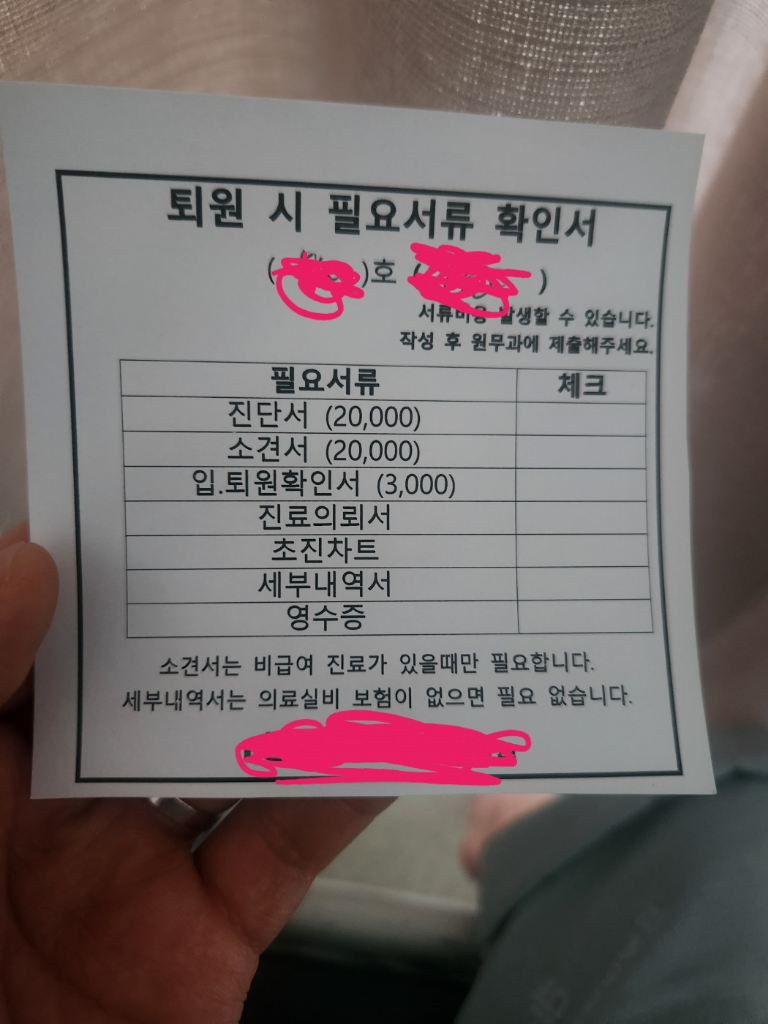 퇴원 시 필요서류 확인서
( )호 ( )
서류비용 발생할 수 있습니다.
작성 후 원무과에 제출해주세요.
필요서류 체크
진단서 (20,000)
소견서 (20,000)
입.퇴원확인서 (3,000)
진료의뢰서
초진차트
세부내역서
영수증
소견서는 비급여 진료가 있을때만 필요합니다.
세부내역서는 의료실비 보험이 없으면 필요 없습니다.